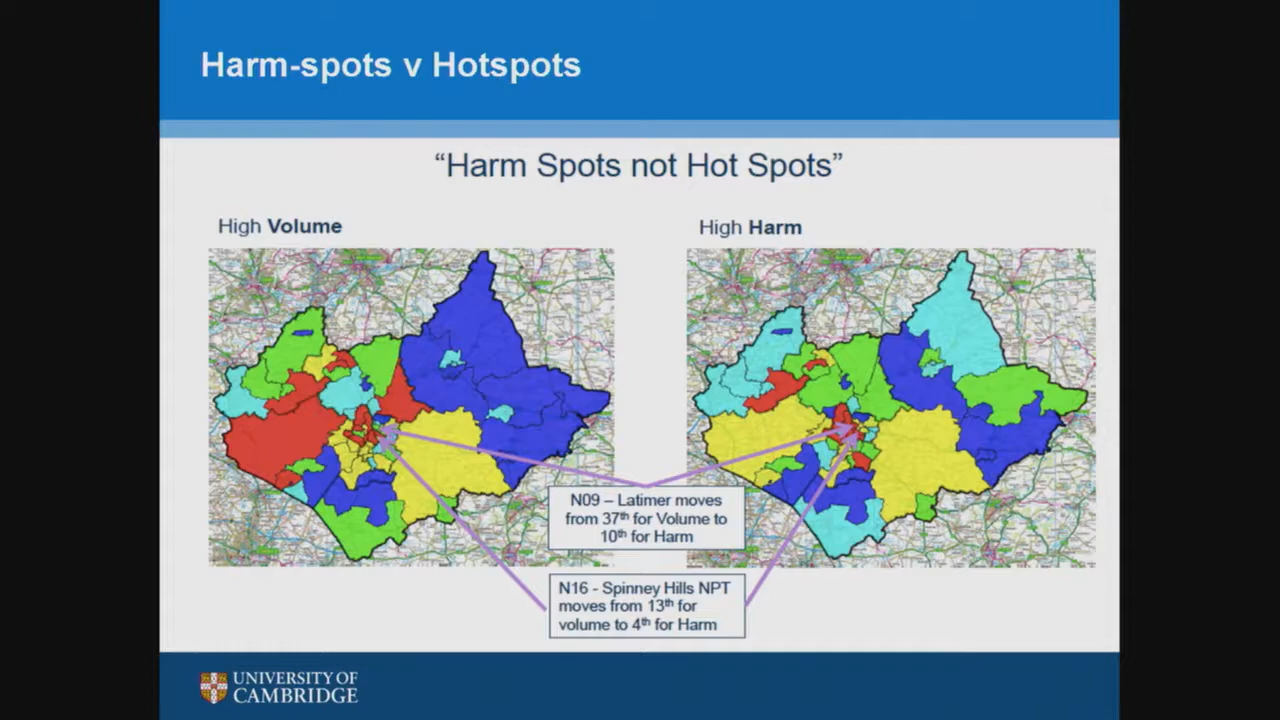 Harm-spots v Hotspots
“Harm Spots not Hot Spots”
High Volume
High Harm
N09 – Latimer moves
from 37th for Volume to
10th for Harm
N16 - Spinney Hills NPT
moves from 13th for
volume to 4th for Harm
UNIVERSITY OF
CAMBRIDGE